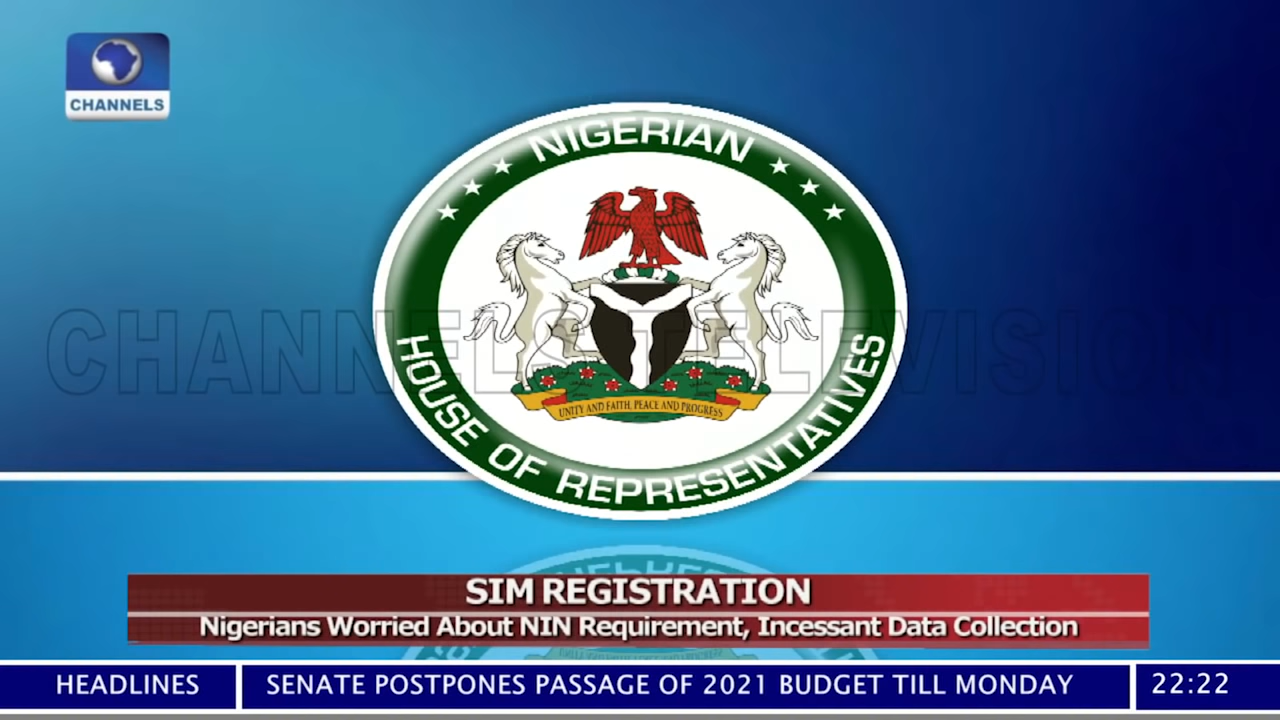 CHANNELS
NIGERIAN
CHANNELS TELEVISION
HOUSE OF REPRESENTATIVES
UNITY AND FAITH, PEACE AND PROGRESS
SIM REGISTRATION
Nigerians Worried About NIN Requirement, Incessant Data Collection
HEADLINES
SENATE POSTPONES PASSAGE OF 2021 BUDGET TILL MONDAY
22:22